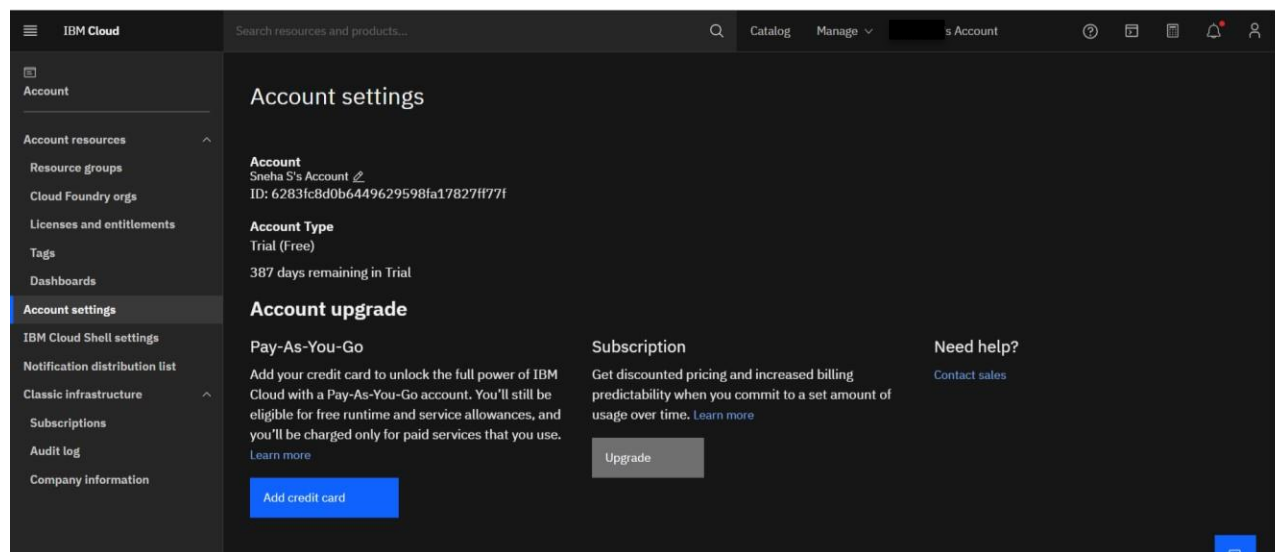 IBM Cloud
Search resources and products...
Catalog
Manage
s Account
Account
Account resources
Resource groups
Cloud Foundry orgs
Licenses and entitlements
Tags
Dashboards
Account settings
IBM Cloud Shell settings
Notification distribution list
Classic infrastructure
Subscriptions
Audit log
Company information
Account settings
Account
Sneha S's Account
ID: 6283fc8d0b6449629598fa17827ff77f
Account Type
Trial (Free)
387 days remaining in Trial
Account upgrade
Pay-As-You-Go
Add your credit card to unlock the full power of IBM
Cloud with a Pay-As-You-Go account. You'll still be
eligible for free runtime and service allowances, and
you'll be charged only for paid services that you use.
Learn more
Add credit card
Subscription
Get discounted pricing and increased billing
predictability when you commit to a set amount of
usage over time. Learn more
Upgrade
Need help?
Contact sales